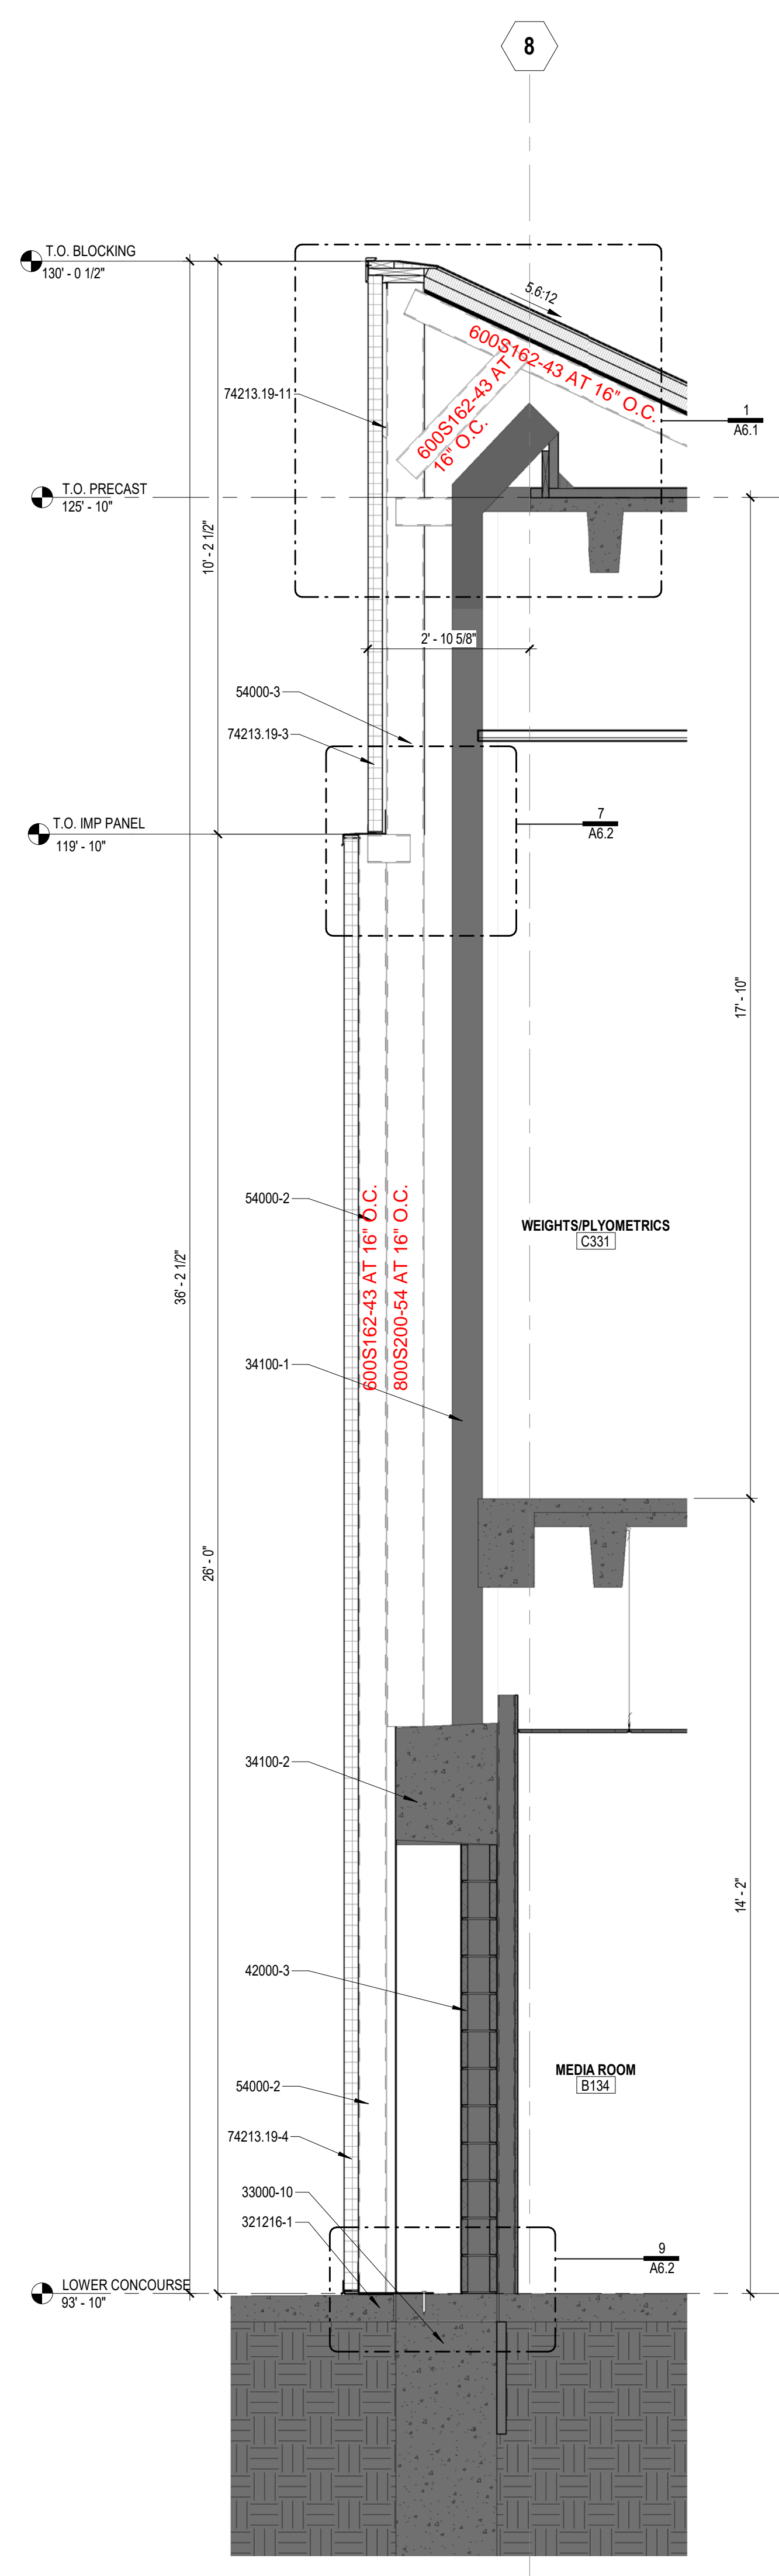 8
T.O. BLOCKING
130' - 0 1/2"
5.6:12
600S162-43 AT 16" O.C.
600S162-43 AT
16" O.C.
74213.19-11
1
A6.1
T.O. PRECAST
125' - 10"
10' - 2 1/2"
2' - 10 5/8"
54000-3
74213.19-3
7
A6.2
T.O. IMP PANEL
119' - 10"
17' - 10"
54000-2
600S162-43 AT 16" O.C.
800S200-54 AT 16" O.C.
WEIGHTS/PLYOMETRICS
C331
36' - 2 1/2"
34100-1
26' - 0"
34100-2
14' - 2"
42000-3
MEDIA ROOM
B134
54000-2
74213.19-4
33000-10
321216-1
9
A6.2
LOWER CONCOURSE
93' - 10"